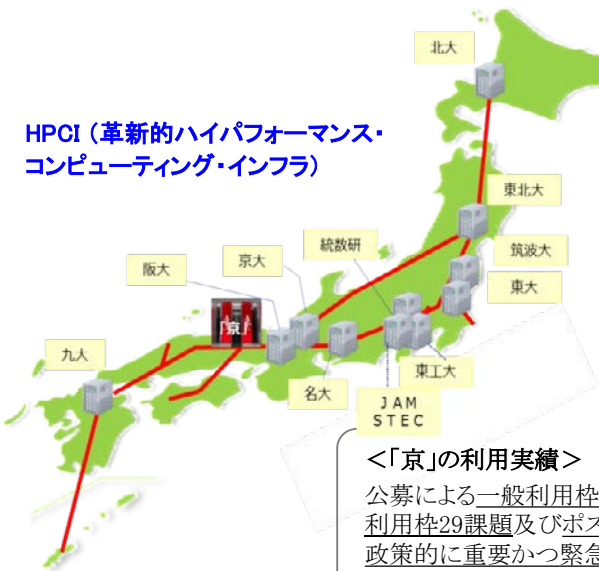 北大
HPCI（革新的ハイパフォーマンス・
コンピューティング・インフラ）
東北大
筑波大
統数研
京大
阪大
東大
「京」
九大
東工大
名大
JAM
STEC
＜「京」の利用実績＞
公募による一般利用枠
利用枠29課題及びポス
政策的に重要かつ緊急